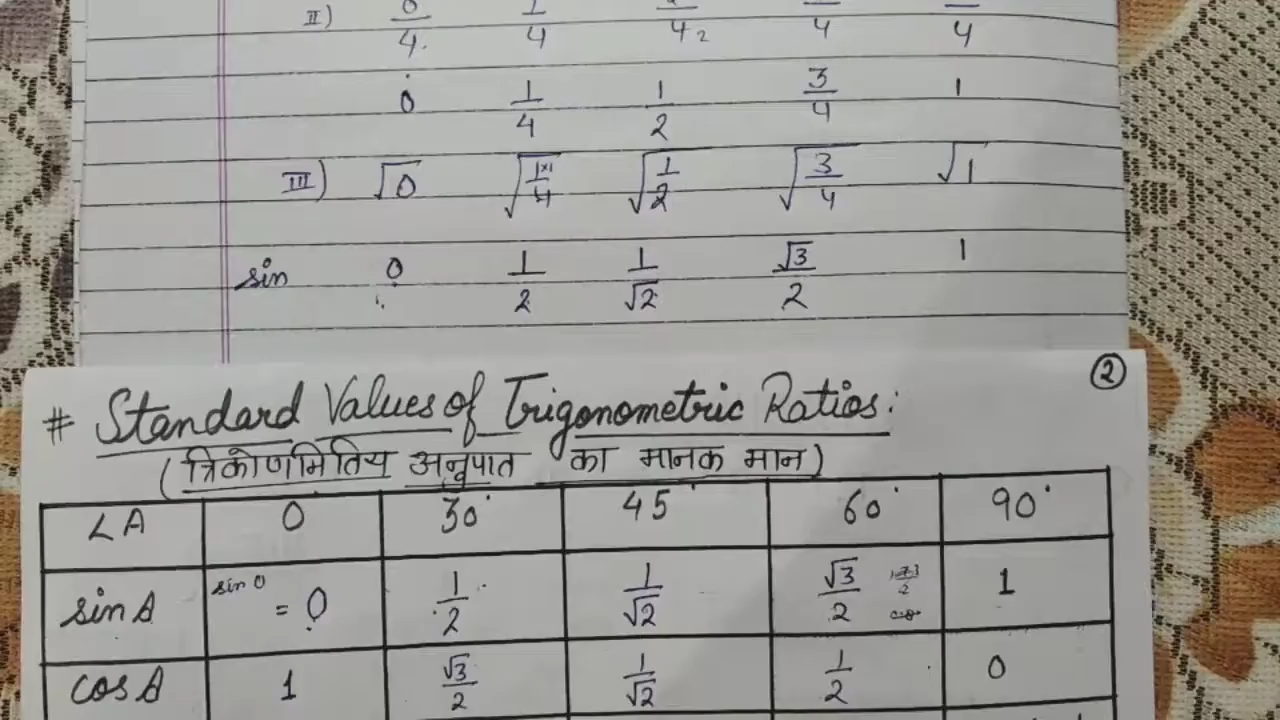 II) 0/4 1/4 /4 2 /4 /4
0 1/4 1/2 3/4 1
III) √0 √(1×1/4) √(1/2) √(3/4) √1
sin 0 1/2 1/√2 √3/2 1
②
# Standard Values of Trigonometric Ratios:
(त्रिकोणमितिय अनुपात का मानक मान)
∠A 0 30° 45° 60° 90°
sin A sin 0 = 0 1/2 1/√2 √3/2 1
cos A 1 √3/2 1/√2 1/2 0